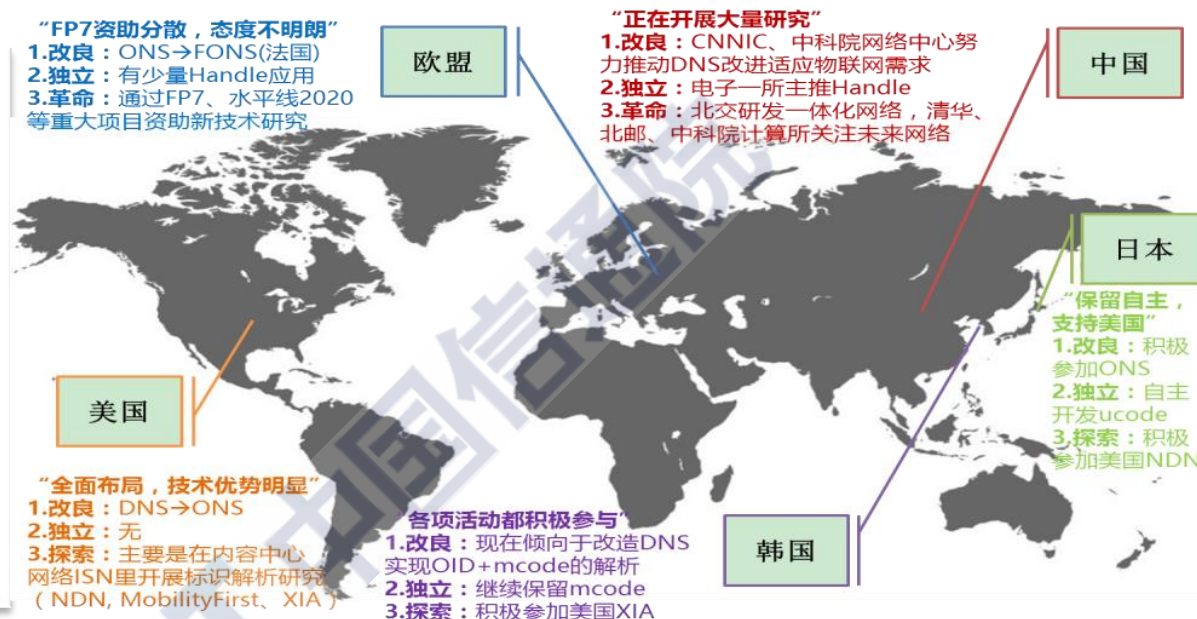 “FP7资助分散，态度不明朗”
1.改良：ONS→FONS(法国)
2.独立：有少量Handle应用
3.革命：通过FP7、水平线2020
等重大项目资助新技术研究
欧盟
“正在开展大量研究”
1.改良：CNNIC、中科院网络中心努
力推动DNS改进适应物联网需求
2.独立：电子一所主推Handle
3.革命：北交研发一体化网络，清华、
北邮、中科院计算所关注未来网络
中国
日本
“保留自主，
支持美国”
1.改良：积极
参加ONS
2.独立：自主
开发ucode
3.探索：积极
参加美国NDN
美国
“全面布局，技术优势明显”
1.改良：DNS→ONS
2.独立：无
3.探索：主要是在内容中心
网络ISN里开展标识解析研究
（NDN, MobilityFirst、XIA）
“各项活动都积极参与”
1.改良：现在倾向于改造DNS
实现OID+mcode的解析
2.独立：继续保留mcode
3.探索：积极参加美国XIA
韩国
中国信通院